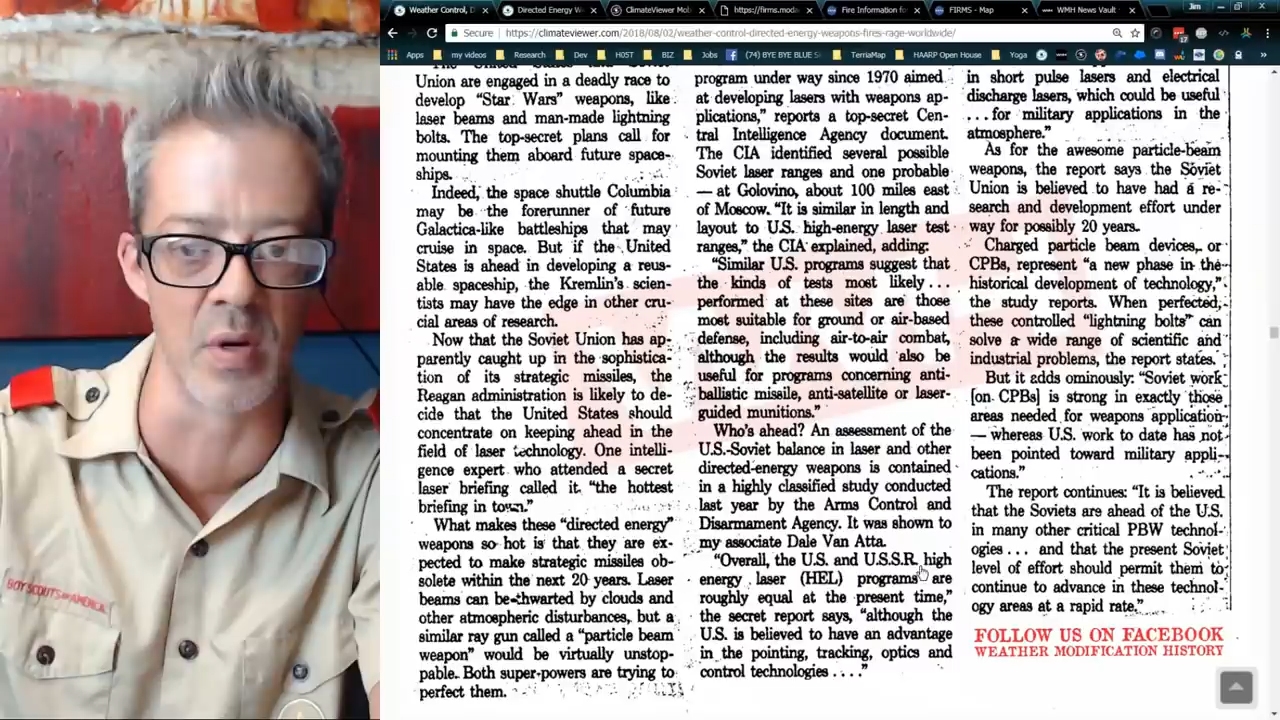 Weather Control, D
Directed Energy W
ClimateViewer Mob
https://firms.moda
Fire Information fo
FIRMS - Map
WMH News Vault
Jim
Secure
https://climateviewer.com/2018/08/02/weather-control-directed-energy-weapons-fires-rage-worldwide/
Apps
News
Research
Dev
H05T
BIZ
Jobs
(74) BYE BYE BLUE S
TerriaMap
HAARP Open House
Yoga
Union are engaged in a deadly race to
develop “Star Wars” weapons, like
laser beams and man-made lightning
bolts. The top-secret plans call for
mounting them aboard future space-
ships.
Indeed, the space shuttle Columbia
may be the forerunner of future
Galactica-like battleships that may
cruise in space. But if the United
States is ahead in developing a reus-
able spaceship, the Kremlin's scien-
tists may have the edge in other cru-
cial areas of research.
Now that the Soviet Union has ap-
parently caught up in the sophistica-
tion of its strategic missiles, the
Reagan administration is likely to de-
cide that the United States should
concentrate on keeping ahead in the
field of laser technology. One intelli-
gence expert who attended a secret
laser briefing called it “the hottest
briefing in town.”
What makes these “directed energy”
weapons so hot is that they are ex-
pected to make strategic missiles ob-
solete within the next 20 years. Laser
beams can be thwarted by clouds and
other atmospheric disturbances, but a
similar ray gun called a “particle beam
weapon” would be virtually unstop-
pable. Both super-powers are trying to
perfect them.
program under way since 1970 aimed
at developing lasers with weapons ap-
plications,” reports a top-secret Cen-
tral Intelligence Agency document.
The CIA identified several possible
Soviet laser ranges and one probable
— at Golovino, about 100 miles east
of Moscow. “It is similar in length and
layout to U.S. high-energy laser test
ranges,” the CIA explained, adding:
“Similar U.S. programs suggest that
the kinds of tests most likely . . .
performed at these sites are those
most suitable for ground or air-based
defense, including air-to-air combat,
although the results would also be
useful for programs concerning anti-
ballistic missile, anti-satellite or laser-
guided munitions.”
Who's ahead? An assessment of the
U.S.-Soviet balance in laser and other
directed-energy weapons is contained
in a highly classified study conducted
last year by the Arms Control and
Disarmament Agency. It was shown to
my associate Dale Van Atta.
“Overall, the U.S. and U.S.S.R. high
energy laser (HEL) programs are
roughly equal at the present time,”
the secret report says, “although the
U.S. is believed to have an advantage
in the pointing, tracking, optics and
control technologies . . . .”
in short pulse lasers and electrical
discharge lasers, which could be useful
. . . for military applications in the
atmosphere.”
As for the awesome particle-beam
weapons, the report says the Soviet
Union is believed to have had a re-
search and development effort under
way for possibly 20 years.
Charged particle beam devices, or
CPBs, represent “a new phase in the
historical development of technology,”
the study reports. When perfected,
these controlled “lightning bolts” can
solve a wide range of scientific and
industrial problems, the report states.
But it adds ominously: “Soviet work
[on CPBs] is strong in exactly those
areas needed for weapons application
— whereas U.S. work to date has not
been pointed toward military appli-
cations.”
The report continues: “It is believed
that the Soviets are ahead of the U.S.
in many other critical PBW technol-
ogies . . . and that the present Soviet
level of effort should permit them to
continue to advance in these technol-
ogy areas at a rapid rate.”
FOLLOW US ON FACEBOOK
WEATHER MODIFICATION HISTORY
BOY SCOUTS OF AMERICA